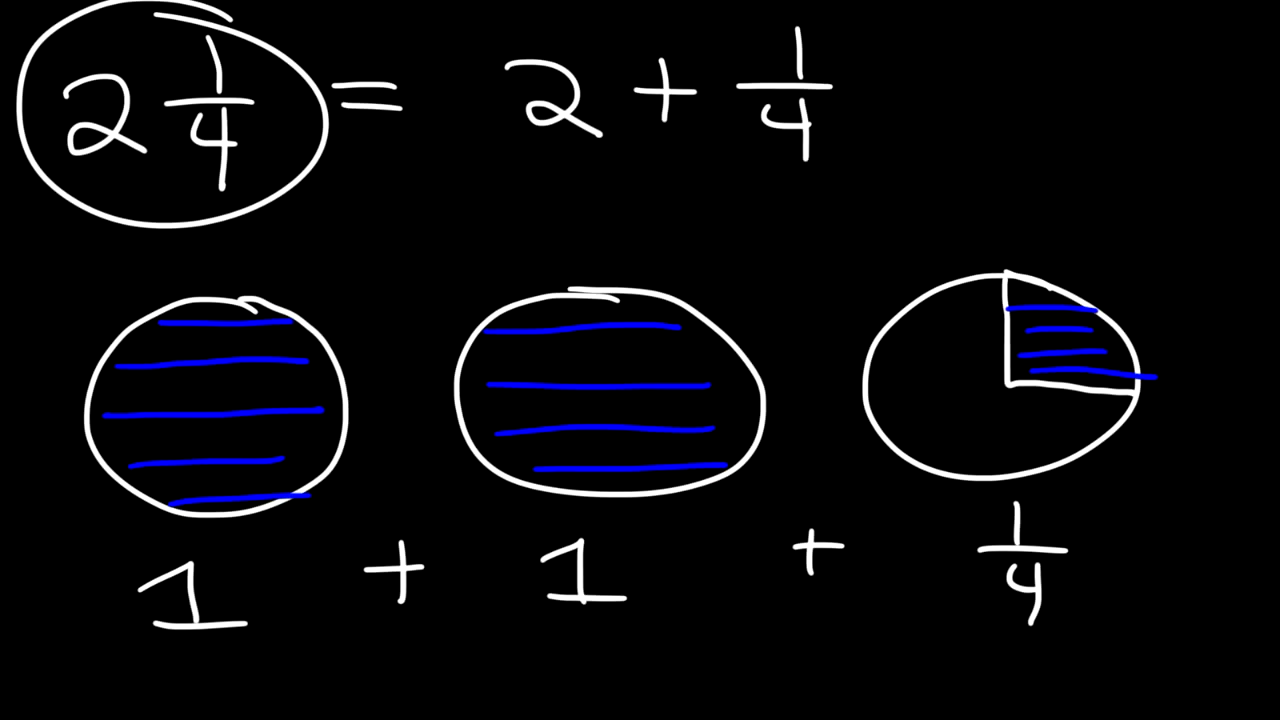 2 1/4 = 2 + 1/4
1 + 1 + 1/4